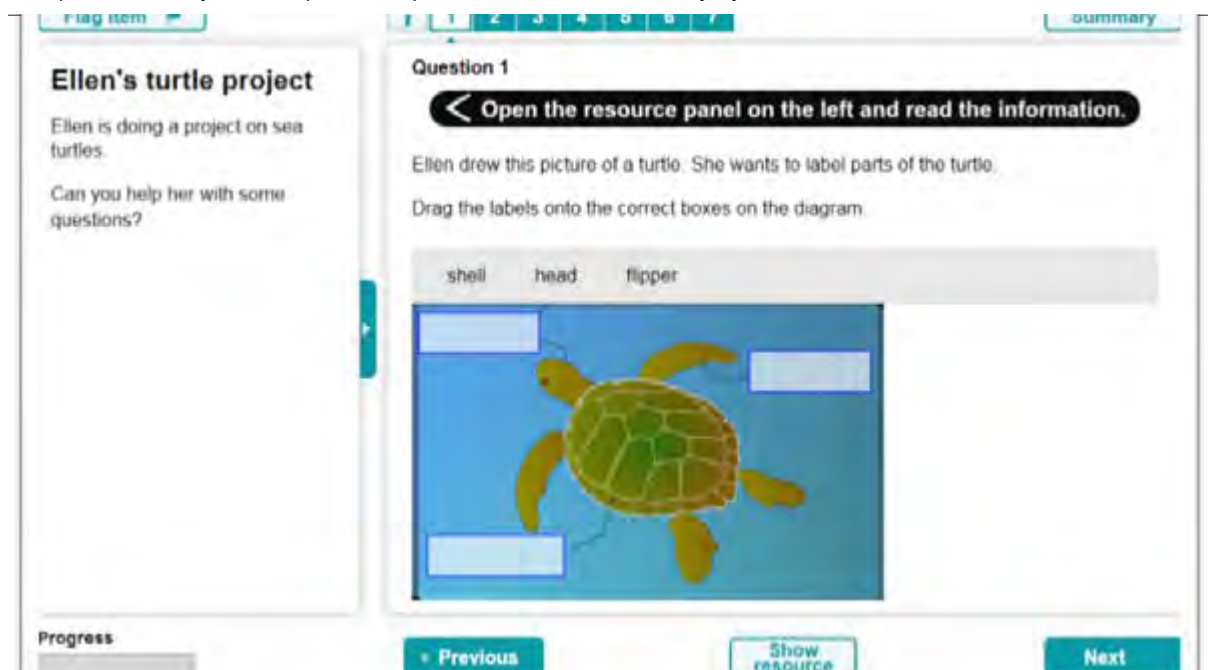 Flag item
i 1 2 3 4 5 6 7
Summary
Ellen's turtle project
Ellen is doing a project on sea
turtles.
Can you help her with some
questions?
Question 1
< Open the resource panel on the left and read the information.
Ellen drew this picture of a turtle. She wants to label parts of the turtle.
Drag the labels onto the correct boxes on the diagram.
shell head flipper
Progress
Previous
Show
resource
Next